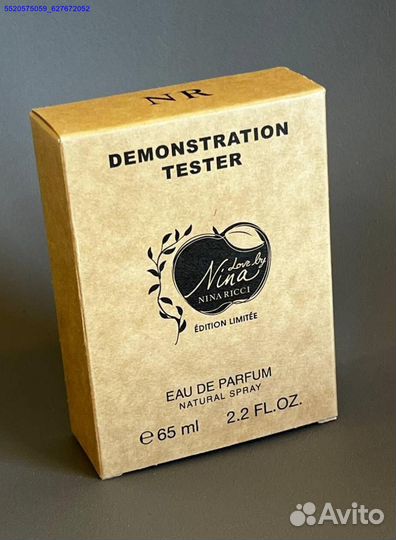 5520575059_627672052
NR
DEMONSTRATION
TESTER
Love by
Nina
NINA RICCI
ÉDITION LIMITÉE
EAU DE PARFUM
NATURAL SPRAY
e 65 ml 2.2 FL.OZ.
Avito